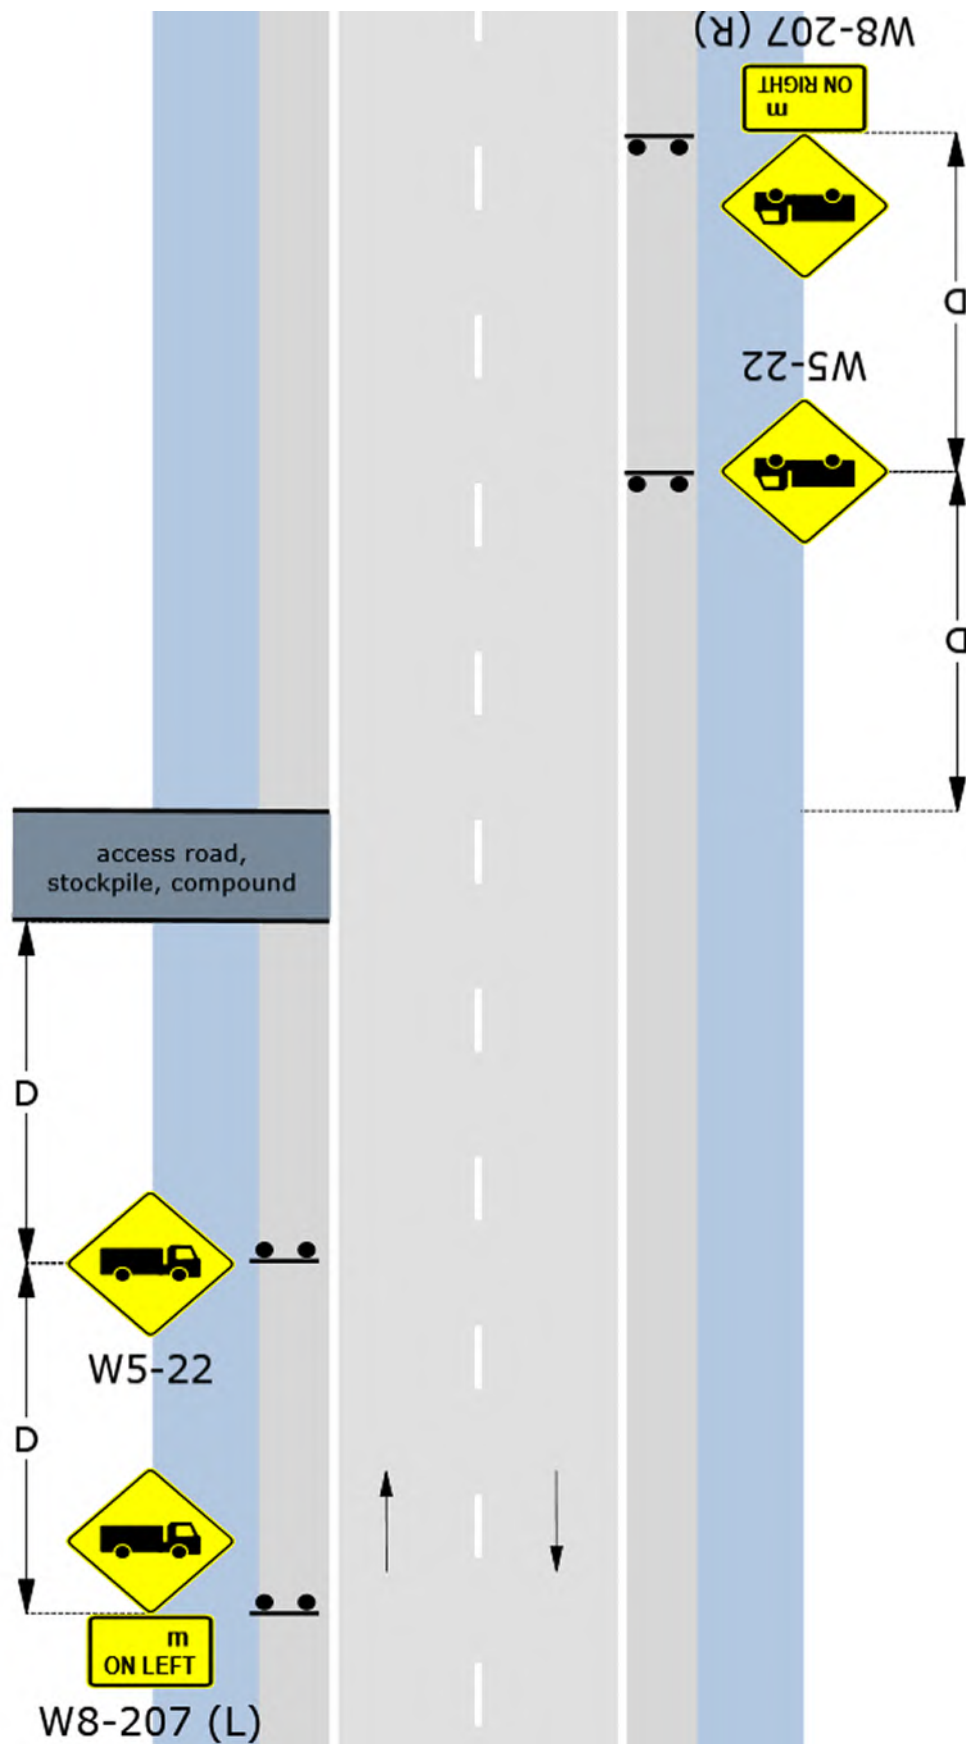 W8-207 (R)
m
ON RIGHT
D
W5-22
D
access road,
stockpile, compound
D
W5-22
D
m
ON LEFT
W8-207 (L)